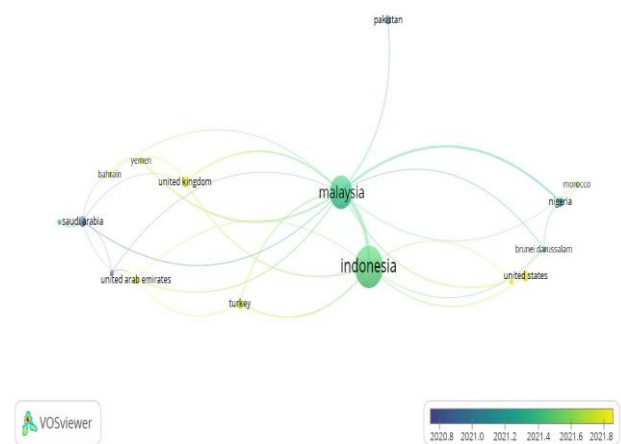 pakistan
yemen
bahrain
united kingdom
malaysia
morocco
nigeria
saudi arabia
brunei darussalam
indonesia
united arab emirates
united states
turkey
VOSviewer
2020.8 2021.0 2021.2 2021.4 2021.6 2021.8